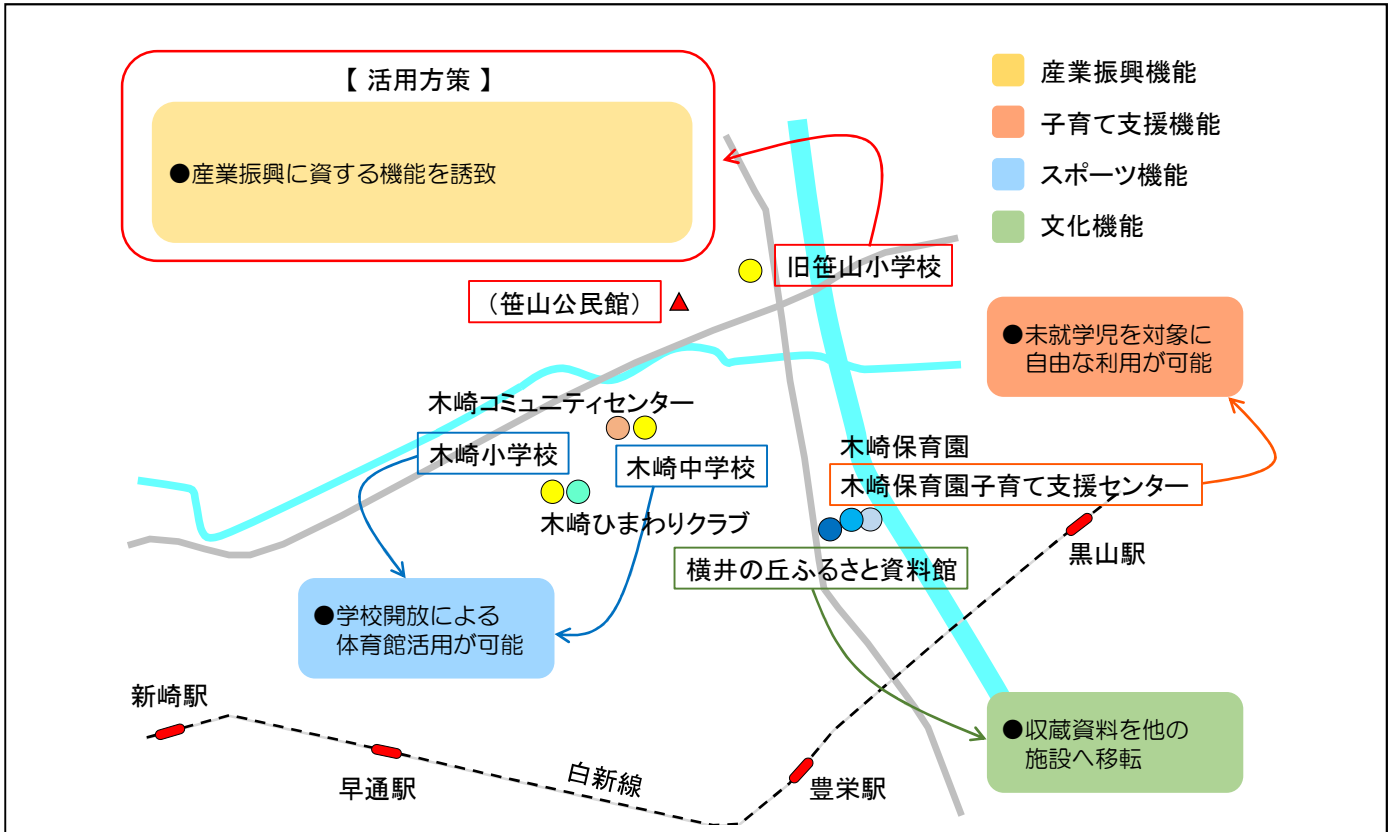 【 活用方策 】
●産業振興に資する機能を誘致
産業振興機能
子育て支援機能
スポーツ機能
文化機能
旧笹山小学校
（笹山公民館）
●未就学児を対象に
自由な利用が可能
木崎コミュニティセンター
木崎小学校
木崎中学校
木崎保育園
木崎保育園子育て支援センター
木崎ひまわりクラブ
黒山駅
横井の丘ふるさと資料館
●学校開放による
体育館活用が可能
新崎駅
●収蔵資料を他の
施設へ移転
早通駅
白新線
豊栄駅